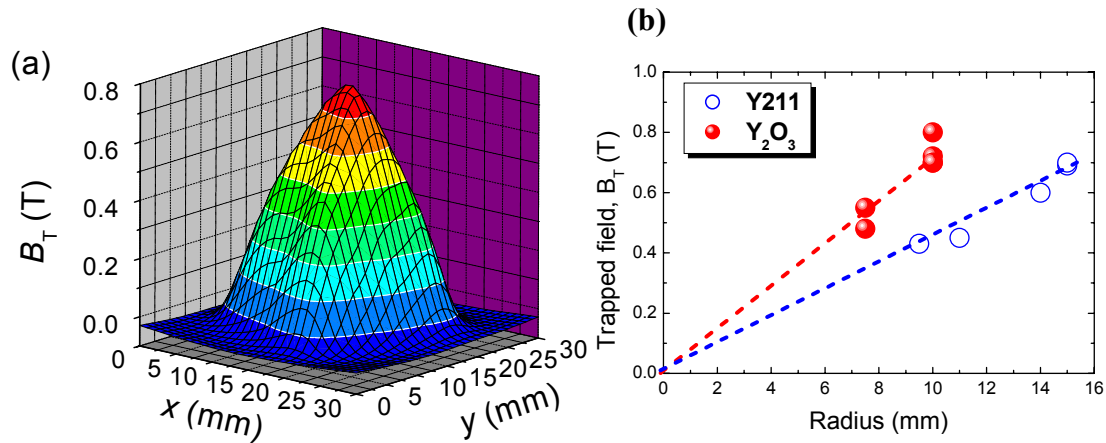 (a)
0.8
0.6
0.4
0.2
0.0
B_T (T)
0 5 10 15 20 25 30
x (mm)
0 5 10 15 20 25 30
y (mm)
(b)
1.0
0.8
0.6
0.4
0.2
0.0
Trapped field, B_T (T)
Y211
Y₂O₃
0 2 4 6 8 10 12 14 16
Radius (mm)